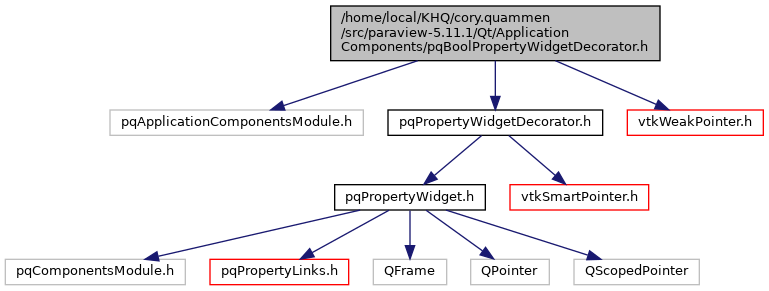 /home/local/KHQ/cory.quammen
/src/paraview-5.11.1/Qt/Application
Components/pqBoolPropertyWidgetDecorator.h
pqApplicationComponentsModule.h
pqPropertyWidgetDecorator.h
vtkWeakPointer.h
pqPropertyWidget.h
vtkSmartPointer.h
pqComponentsModule.h
pqPropertyLinks.h
QFrame
QPointer
QScopedPointer